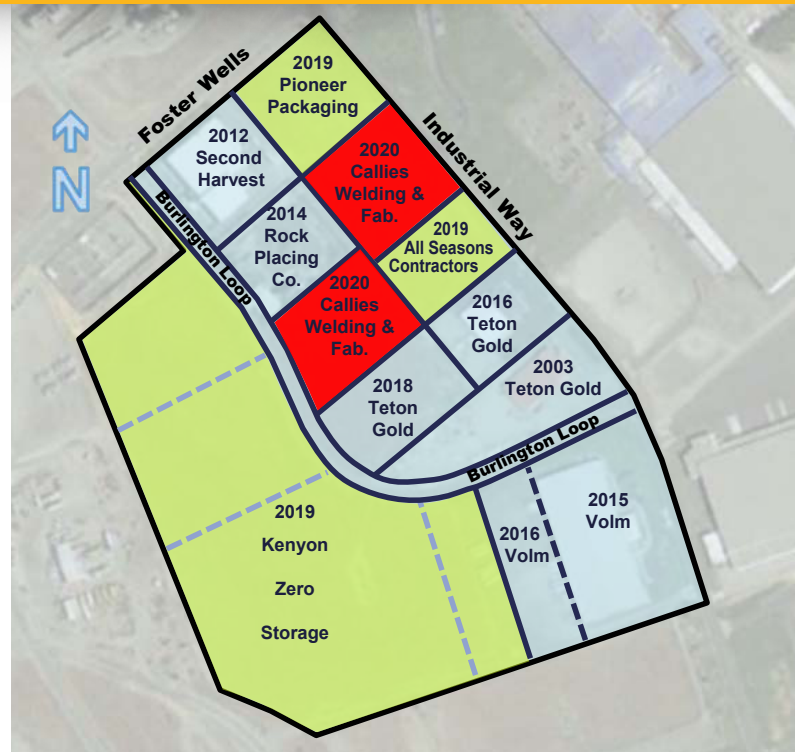 Foster Wells
N
2019
Pioneer
Packaging
Industrial Way
2012
Second
Harvest
2020
Callies
Welding &
Fab.
Burlington Loop
2014
Rock
Placing
Co.
2019
All Seasons
Contractors
2020
Callies
Welding &
Fab.
2016
Teton
Gold
2003
Teton Gold
2018
Teton
Gold
Burlington Loop
2015
Volm
2016
Volm
2019
Kenyon
Zero
Storage